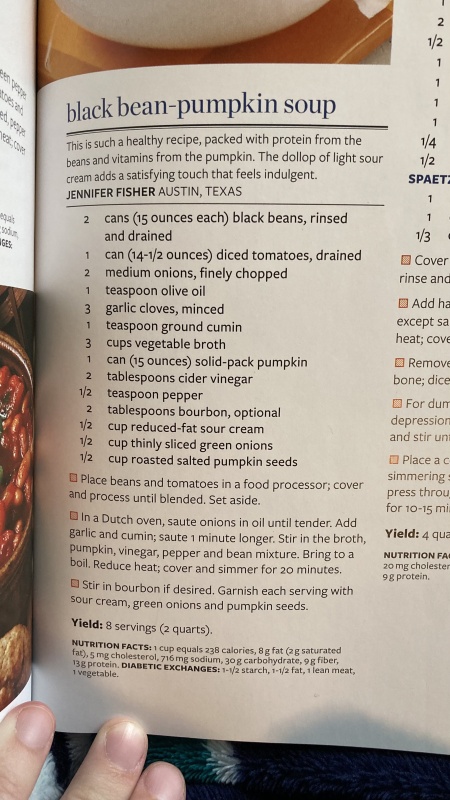 een pepper
atoes and
ed, pepper
heat; cover
equals
sodium,
GES:
black bean-pumpkin soup
This is such a healthy recipe, packed with protein from the
beans and vitamins from the pumpkin. The dollop of light sour
cream adds a satisfying touch that feels indulgent.
JENNIFER FISHER AUSTIN, TEXAS
2 cans (15 ounces each) black beans, rinsed
and drained
1 can (14-1/2 ounces) diced tomatoes, drained
2 medium onions, finely chopped
1 teaspoon olive oil
3 garlic cloves, minced
1 teaspoon ground cumin
3 cups vegetable broth
1 can (15 ounces) solid-pack pumpkin
2 tablespoons cider vinegar
1/2 teaspoon pepper
2 tablespoons bourbon, optional
1/2 cup reduced-fat sour cream
1/2 cup thinly sliced green onions
1/2 cup roasted salted pumpkin seeds
Place beans and tomatoes in a food processor; cover
and process until blended. Set aside.
In a Dutch oven, saute onions in oil until tender. Add
garlic and cumin; saute 1 minute longer. Stir in the broth,
pumpkin, vinegar, pepper and bean mixture. Bring to a
boil. Reduce heat; cover and simmer for 20 minutes.
Stir in bourbon if desired. Garnish each serving with
sour cream, green onions and pumpkin seeds.
Yield: 8 servings (2 quarts).
NUTRITION FACTS: 1 cup equals 238 calories, 8 g fat (2 g saturated
fat), 5 mg cholesterol, 716 mg sodium, 30 g carbohydrate, 9 g fiber,
13 g protein. DIABETIC EXCHANGES: 1-1/2 starch, 1-1/2 fat, 1 lean meat,
1 vegetable.
2
1/2
1
1
1
1
1/4
1/2
SPAETZ
1
1
1/3
Cover
rinse and
Add ha
except sa
heat; cove
Remove
bone; dice
For dum
depression
and stir unt
Place a c
simmering s
press throu
for 10-15 mi
Yield: 4 qua
NUTRITION FAC
20 mg cholester
9 g protein.